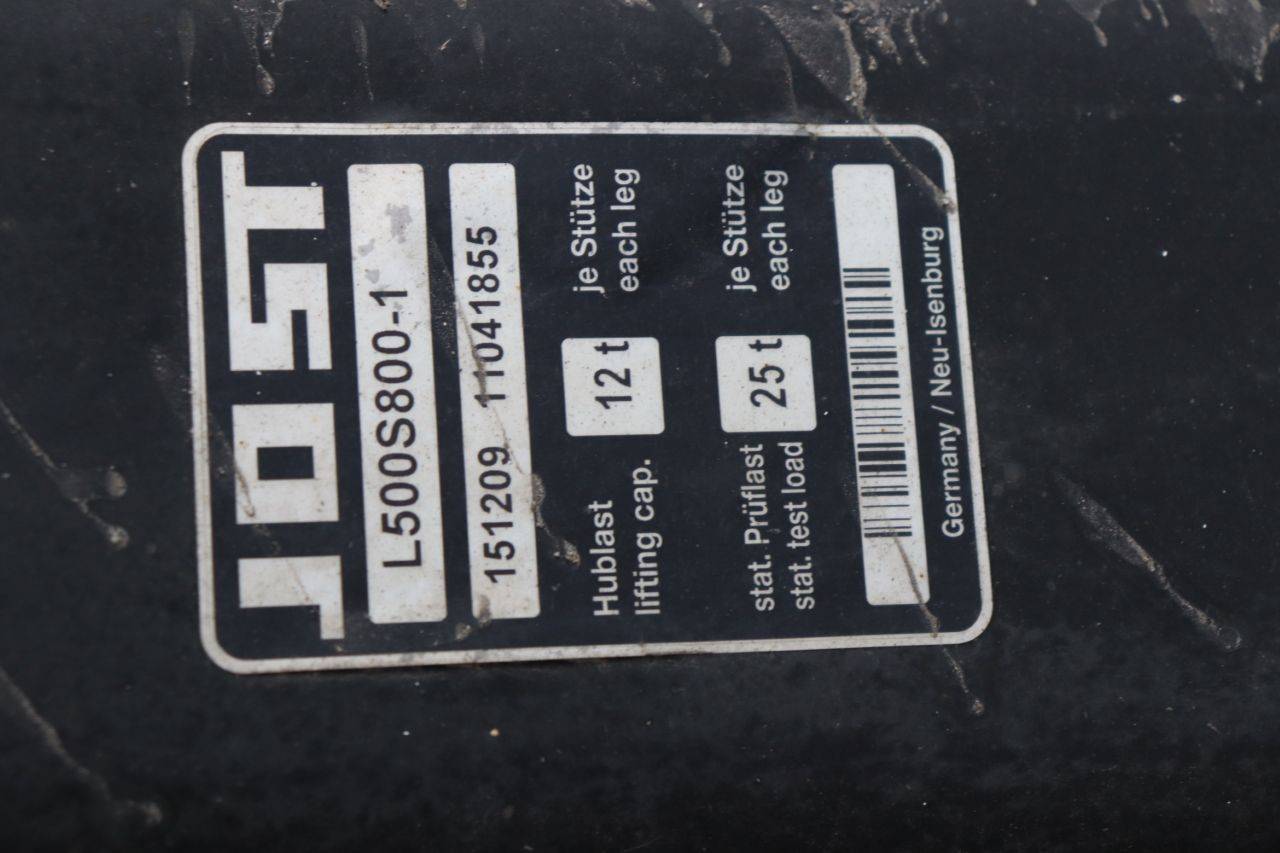 JOST
L500S800-1
151209 11041855
Hublast 12 t je Stütze
lifting cap. each leg
stat. Prüflast 25 t je Stütze
stat. test load each leg
Germany / Neu-Isenburg